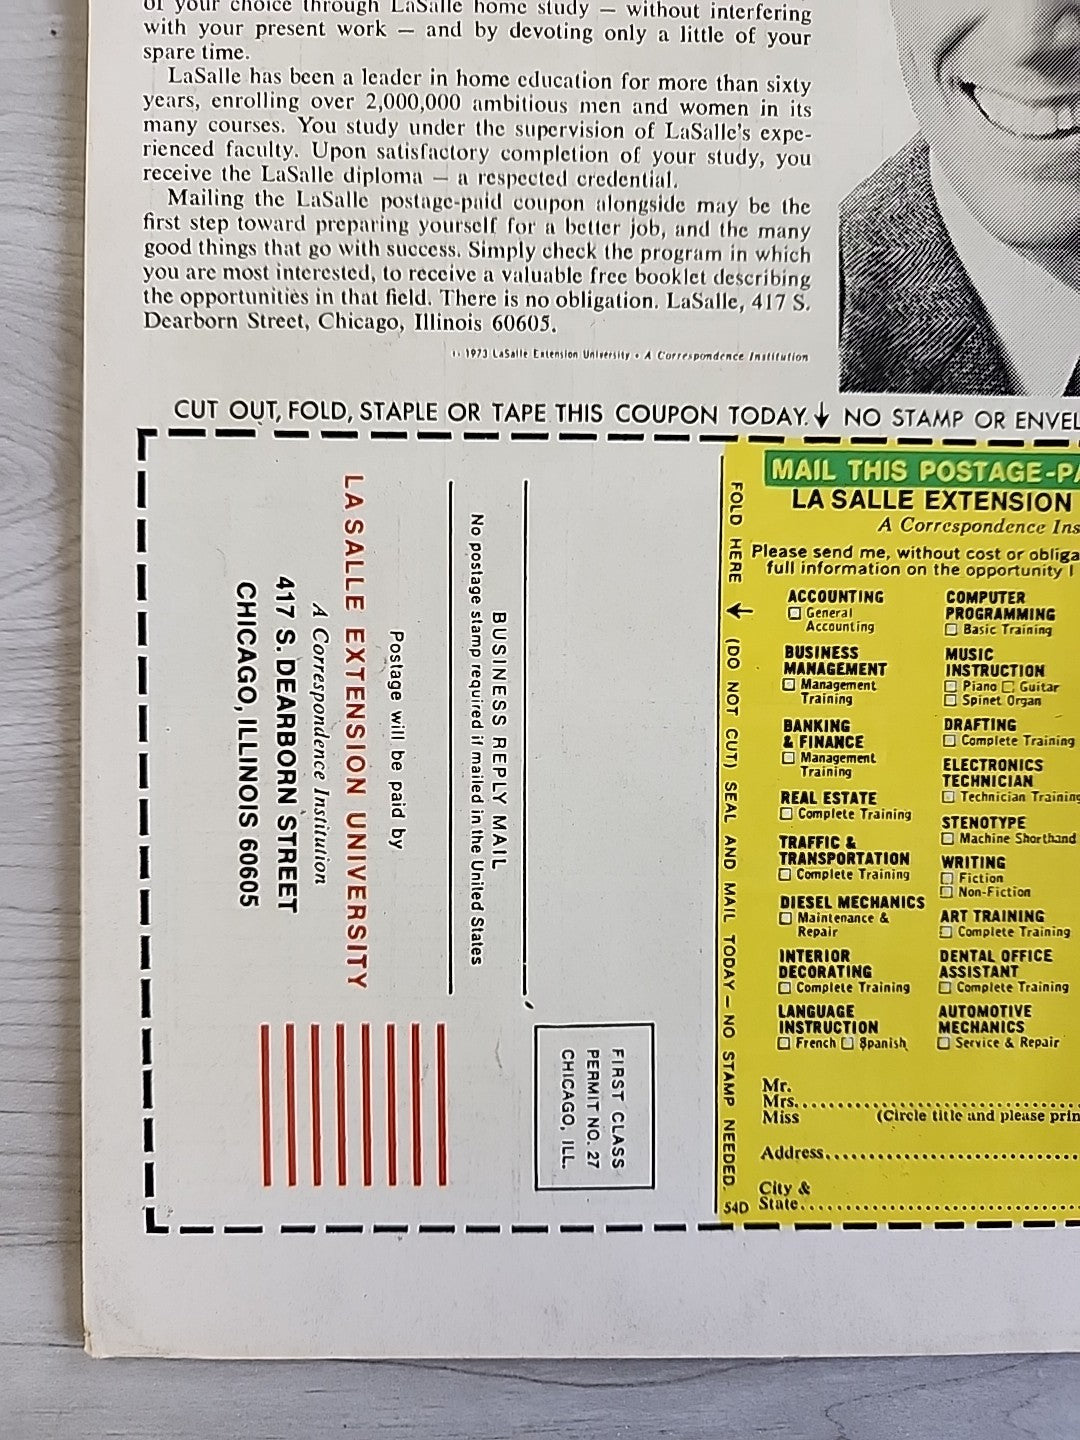 of your choice through LaSalle home study — without interfering
with your present work — and by devoting only a little of your
spare time.
LaSalle has been a leader in home education for more than sixty
years, enrolling over 2,000,000 ambitious men and women in its
many courses. You study under the supervision of LaSalle's expe-
rienced faculty. Upon satisfactory completion of your study, you
receive the LaSalle diploma — a respected credential.
Mailing the LaSalle postage-paid coupon alongside may be the
first step toward preparing yourself for a better job, and the many
good things that go with success. Simply check the program in which
you are most interested, to receive a valuable free booklet describing
the opportunities in that field. There is no obligation. LaSalle, 417 S.
Dearborn Street, Chicago, Illinois 60605.
1973 LaSalle Extension University • A Correspondence Institution
CUT OUT, FOLD, STAPLE OR TAPE THIS COUPON TODAY. ↓ NO STAMP OR ENVEL
FIRST CLASS
PERMIT NO. 27
CHICAGO, ILL.
BUSINESS REPLY MAIL
No postage stamp required if mailed in the United States
Postage will be paid by
LA SALLE EXTENSION UNIVERSITY
A Correspondence Institution
417 S. DEARBORN STREET
CHICAGO, ILLINOIS 60605
FOLD HERE ← (DO NOT CUT) SEAL AND MAIL TODAY — NO STAMP NEEDED.
54D
MAIL THIS POSTAGE-PA
LA SALLE EXTENSION
A Correspondence Ins
Please send me, without cost or obliga
full information on the opportunity I
ACCOUNTING
☐ General
Accounting
BUSINESS
MANAGEMENT
☐ Management
Training
BANKING
& FINANCE
☐ Management
Training
REAL ESTATE
☐ Complete Training
TRAFFIC &
TRANSPORTATION
☐ Complete Training
DIESEL MECHANICS
☐ Maintenance &
Repair
INTERIOR
DECORATING
☐ Complete Training
LANGUAGE
INSTRUCTION
☐ French ☐ Spanish
COMPUTER
PROGRAMMING
☐ Basic Training
MUSIC
INSTRUCTION
☐ Piano ☐ Guitar
☐ Spinet Organ
DRAFTING
☐ Complete Training
ELECTRONICS
TECHNICIAN
☐ Technician Training
STENOTYPE
☐ Machine Shorthand
WRITING
☐ Fiction
☐ Non-Fiction
ART TRAINING
☐ Complete Training
DENTAL OFFICE
ASSISTANT
☐ Complete Training
AUTOMOTIVE
MECHANICS
☐ Service & Repair
Mr.
Mrs.
Miss (Circle title and please prin
Address
City &
State